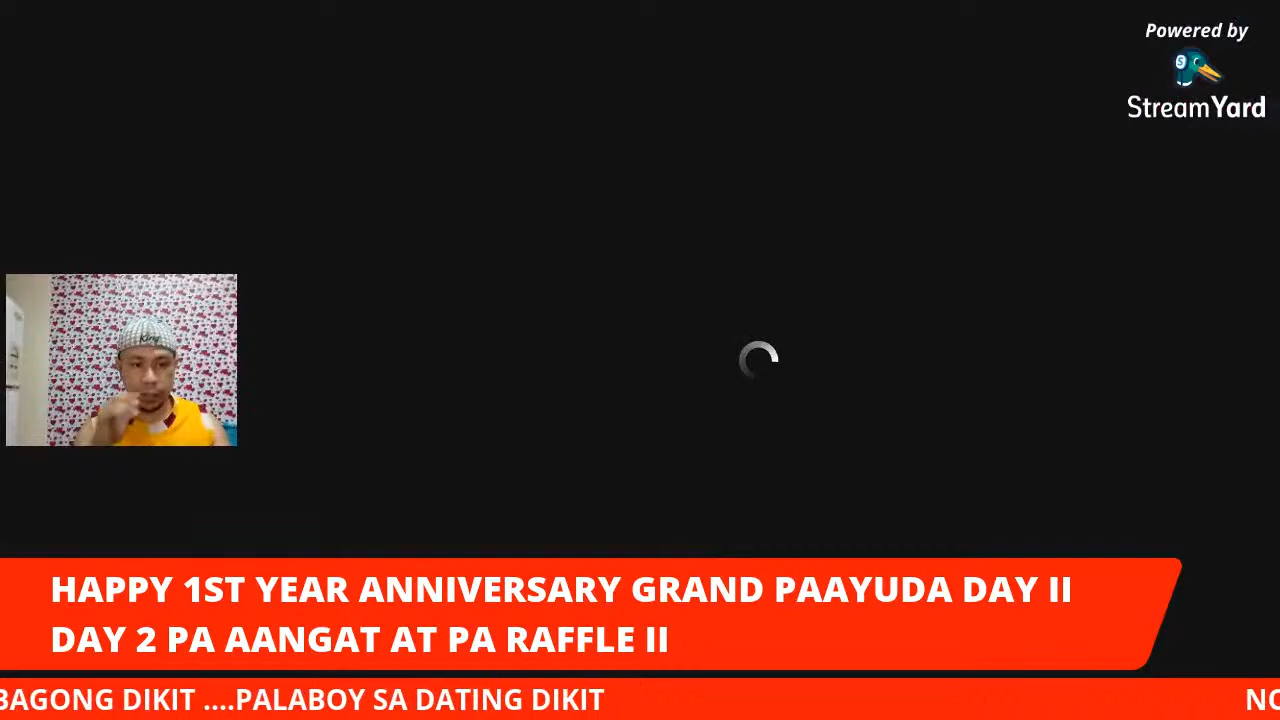 Powered by
StreamYard
King
HAPPY 1ST YEAR ANNIVERSARY GRAND PAAYUDA DAY II
DAY 2 PA AANGAT AT PA RAFFLE II
BAGONG DIKIT ....PALABOY SA DATING DIKIT